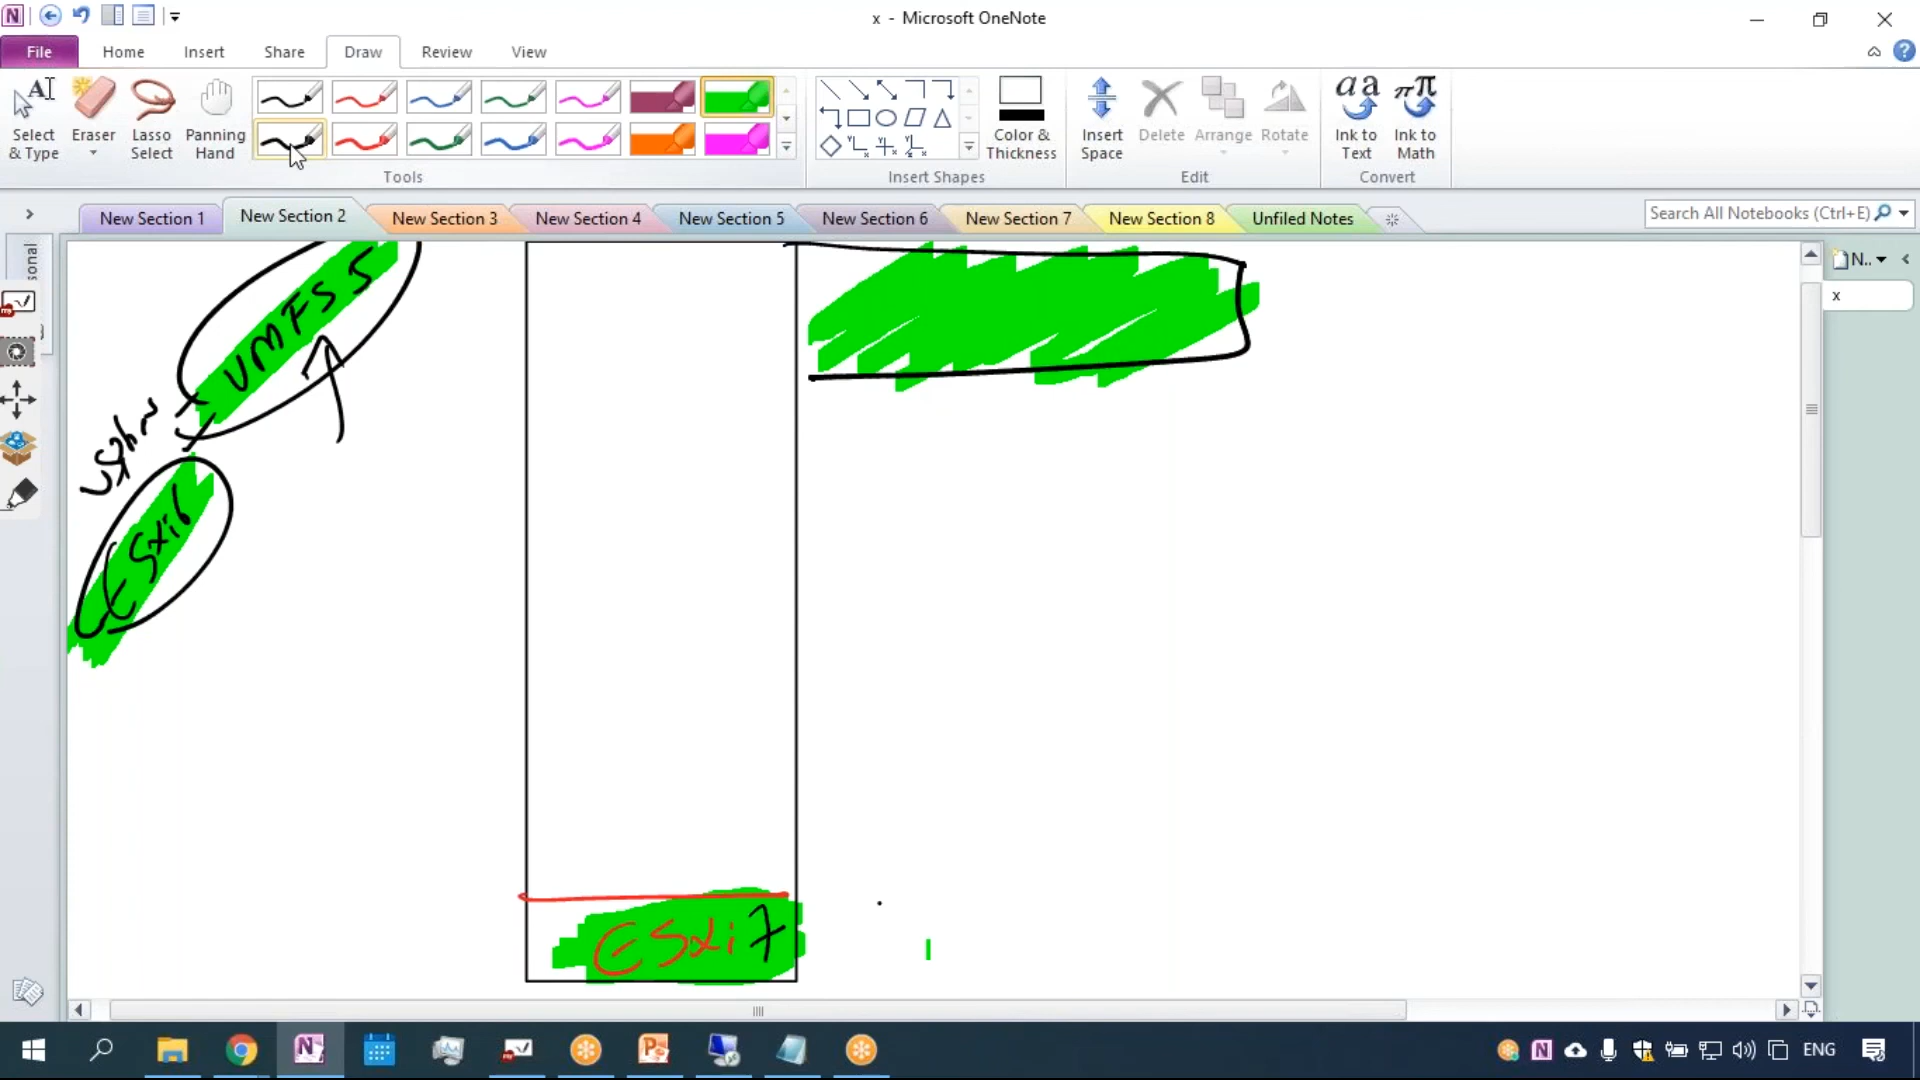 x - Microsoft OneNote
File Home Insert Share Draw Review View
Select & Type
Eraser
Lasso Select
Panning Hand
Color & Thickness
Insert Space
Delete
Arrange
Rotate
Ink to Text
Ink to Math
Tools
Insert Shapes
Edit
Convert
New Section 1
New Section 2
New Section 3
New Section 4
New Section 5
New Section 6
New Section 7
New Section 8
Unfiled Notes
Search All Notebooks (Ctrl+E)
sonal
N..
x
VMFS 5
ESxi6
ESxi 7
ENG